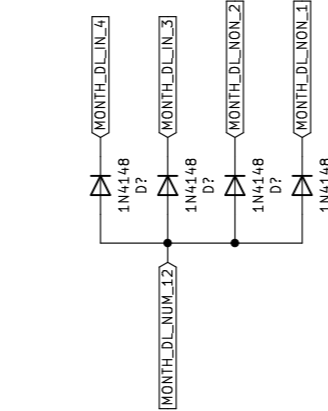 MONTH_DL_IN_4
MONTH_DL_IN_3
MONTH_DL_NON_2
MONTH_DL_NON_1
1N4148
D?
1N4148
D?
1N4148
D?
1N4148
MONTH_DL_NUM_12